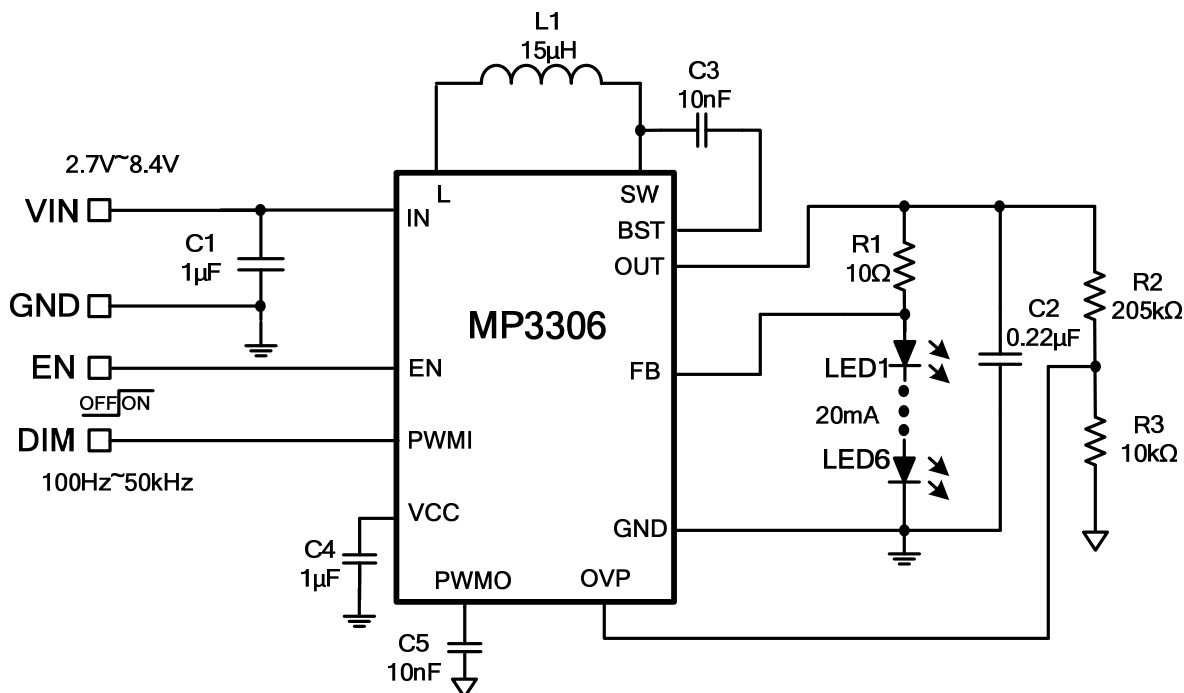 L1
15µH
C3
10nF
2.7V~8.4V
VIN
L
SW
IN
BST
C1
1µF
OUT
R1
10Ω
R2
205kΩ
GND
MP3306
C2
0.22µF
EN
EN
FB
LED1
OFF ON
20mA
DIM
PWMI
R3
10kΩ
LED6
100Hz~50kHz
VCC
GND
C4
1µF
PWMO
OVP
C5
10nF